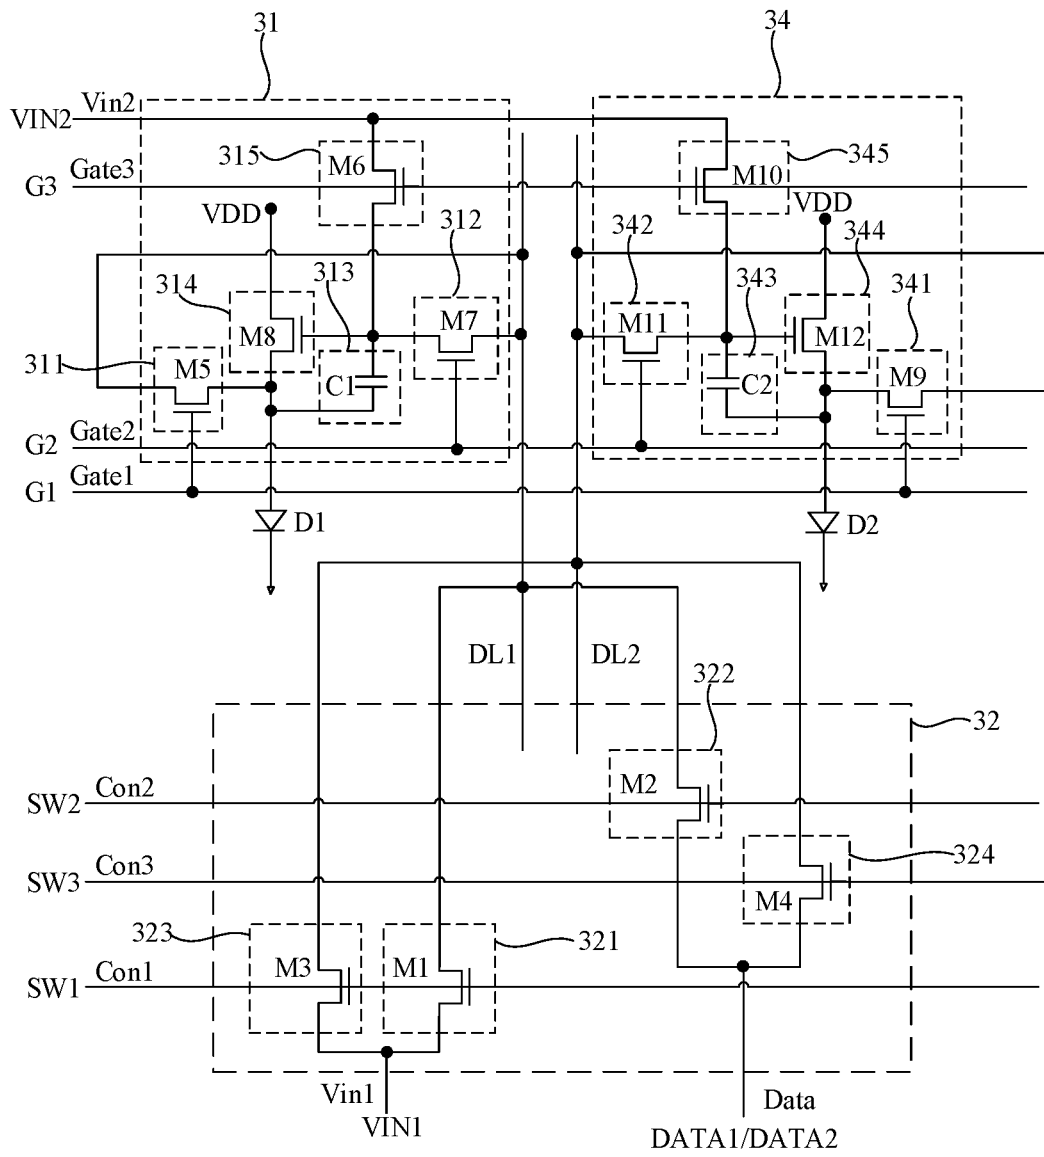 31
34
Vin2
VIN2
315
M6
M10
345
Gate3
G3
VDD
VDD
312
342
344
314
313
343
341
M8
M7
M11
M12
311
M5
C1
C2
M9
Gate2
G2
Gate1
G1
D1
D2
DL1
DL2
322
32
M2
Con2
SW2
324
Con3
SW3
M4
323
321
M3
M1
Con1
SW1
Vin1
VIN1
Data
DATA1/DATA2